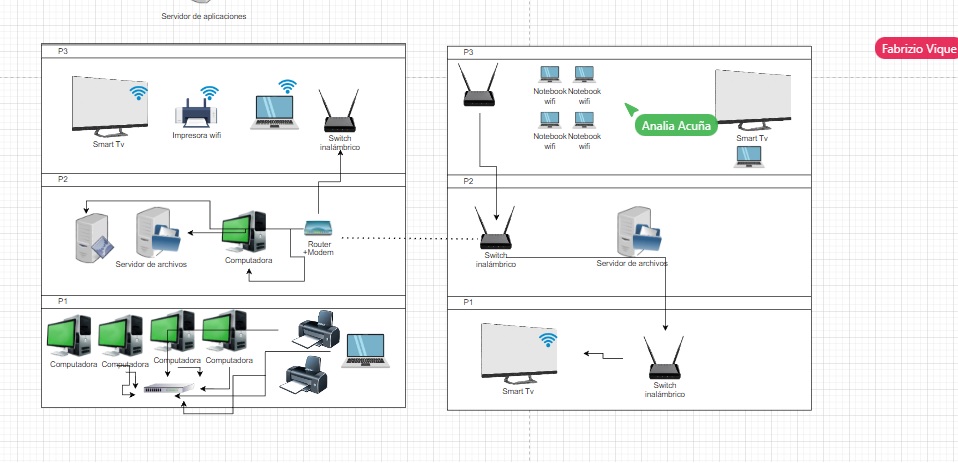 Servidor de aplicaciones
Fabrizio Vique
P3
Smart Tv
Impresora wifi
Switch
inalámbrico
P2
Servidor de archivos
Computadora
Router
+Modem
P1
Computadora
Computadora
Computadora
Computadora
P3
Notebook
wifi
Notebook
wifi
Notebook
wifi
Notebook
wifi
Analia Acuña
Smart Tv
P2
Switch
inalámbrico
Servidor de archivos
P1
Smart Tv
Switch
inalámbrico